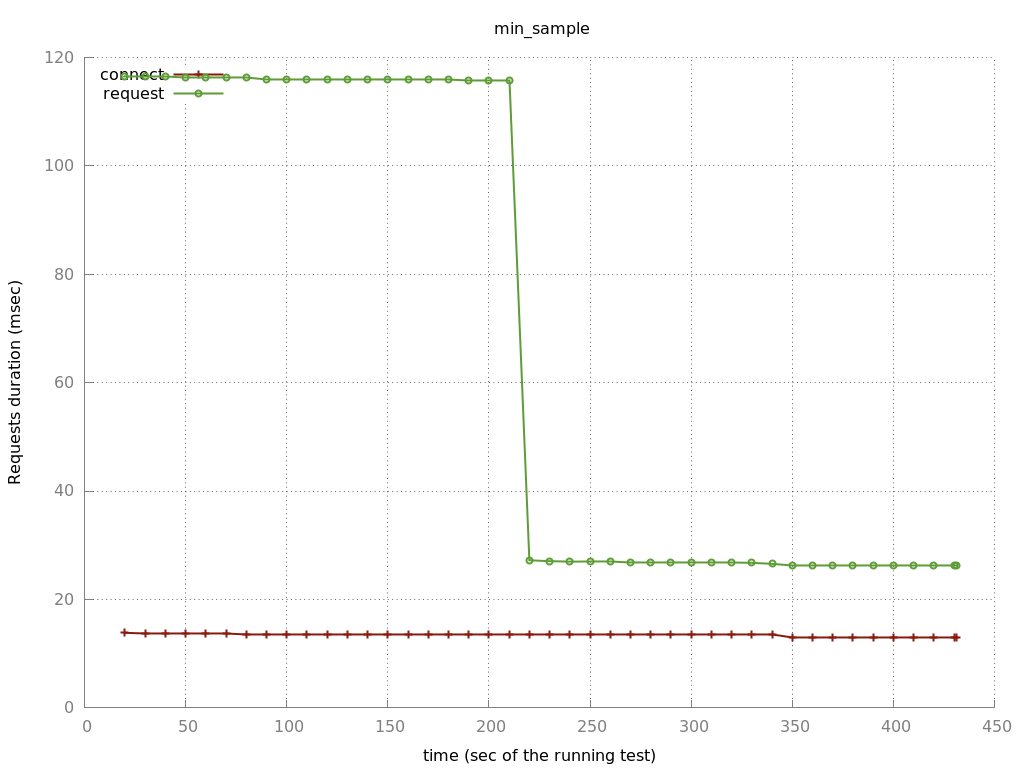 min_sample
120
100
80
60
40
20
0
connect
request
Requests duration (msec)
0 50 100 150 200 250 300 350 400 450
time (sec of the running test)